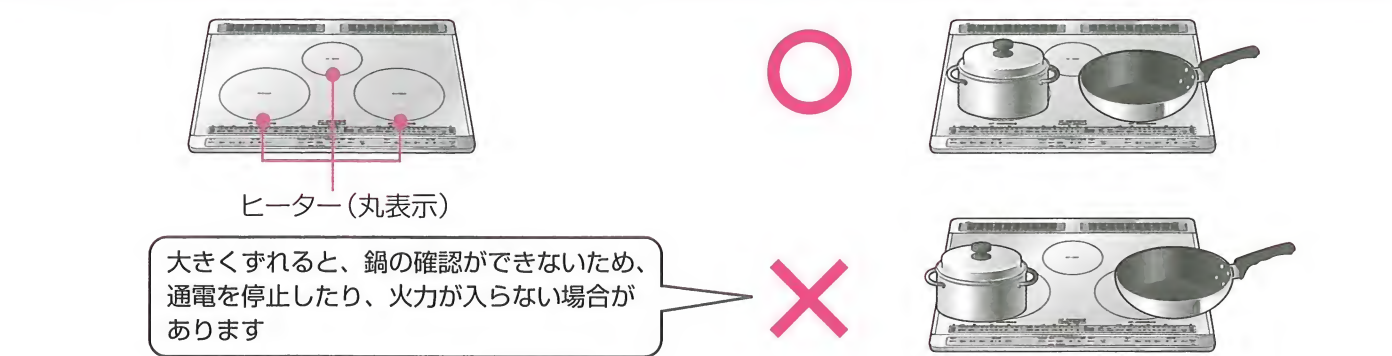 ヒーター(丸表示)
大きくずれると、鍋の確認ができないため、
通電を停止したり、火力が入らない場合が
あります